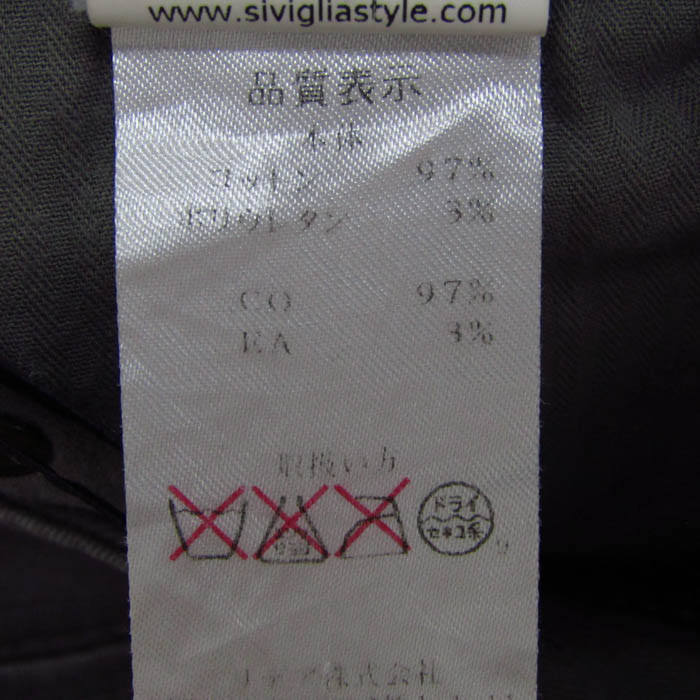 www.sivigliastyle.com
品質表示
本体
コットン 97%
ポリウレタン 3%
CO 97%
EA 3%
取扱い方
ドライ
セキユ系